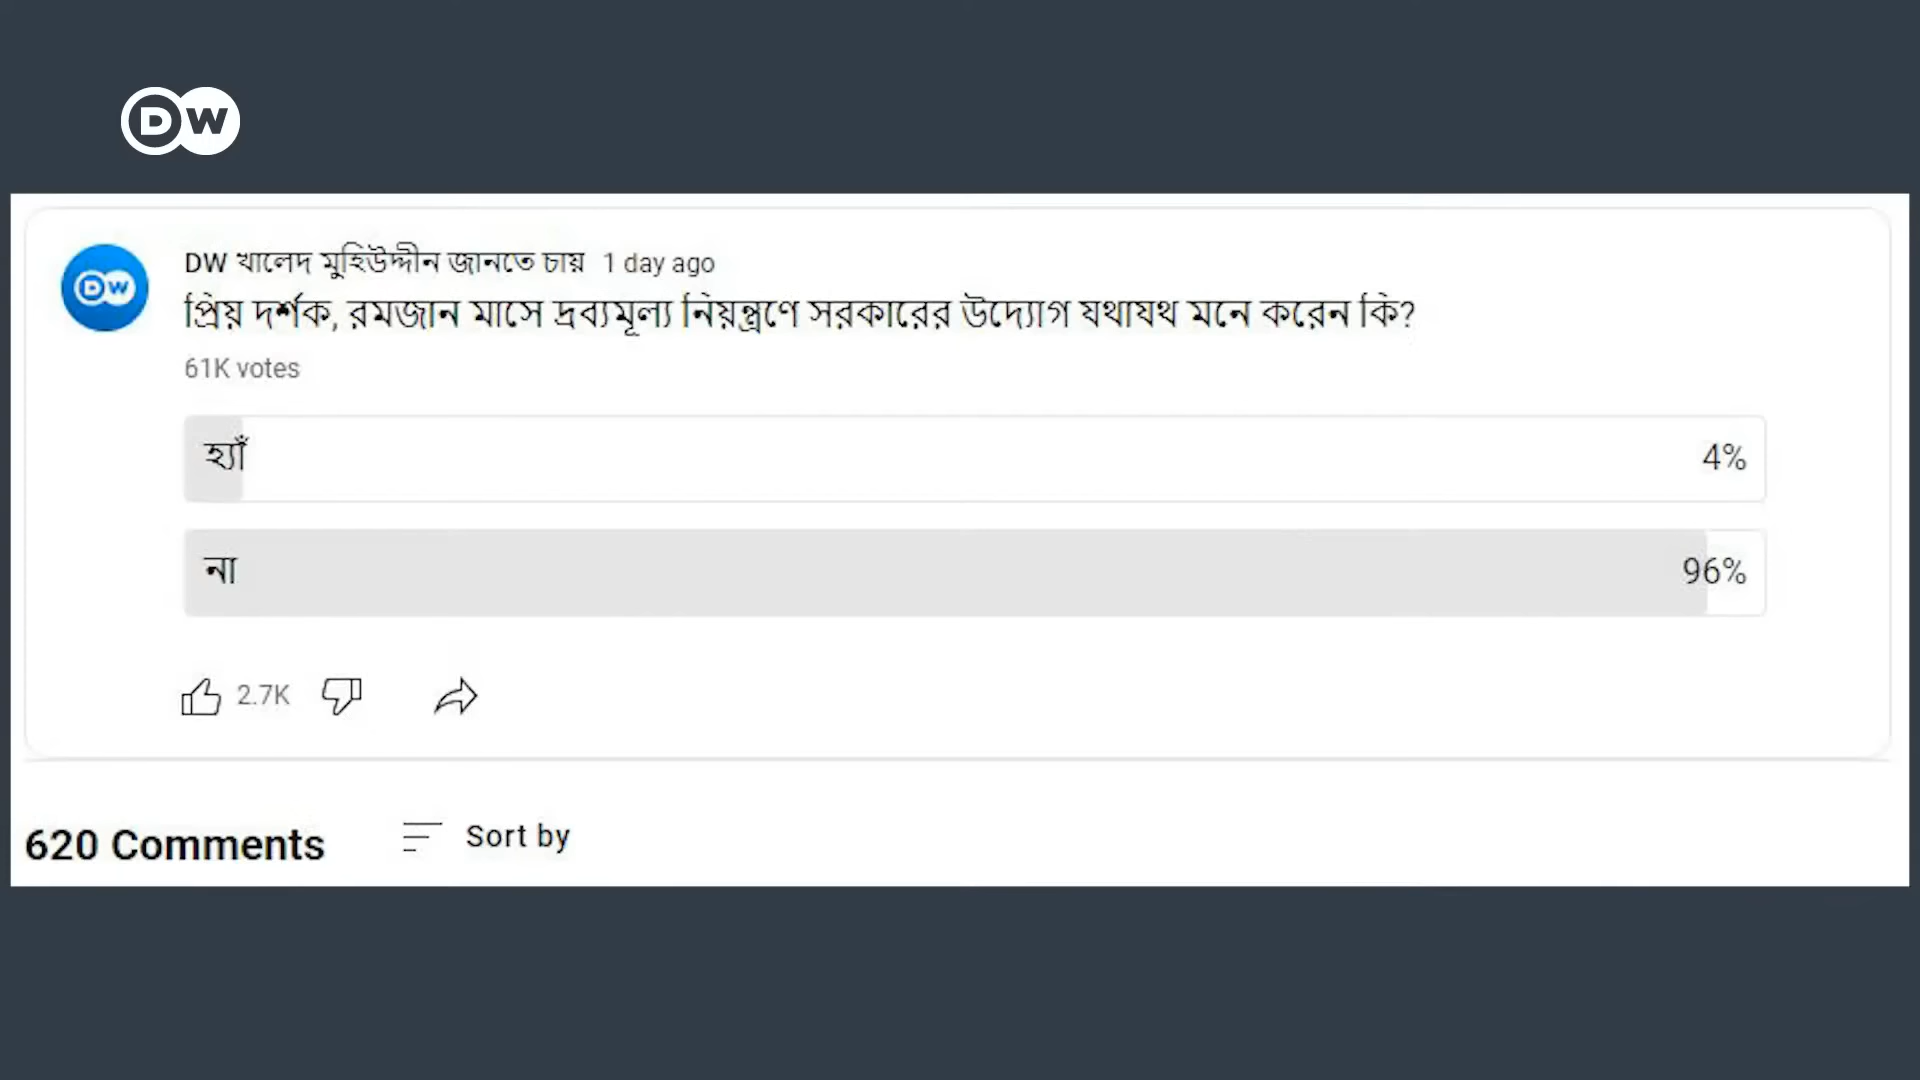 DW
DW
DW খালেদ মুহিউদ্দীন জানতে চায় 1 day ago
প্রিয় দর্শক, রমজান মাসে দ্রব্যমূল্য নিয়ন্ত্রণে সরকারের উদ্যোগ যথাযথ মনে করেন কি?
61K votes
হ্যাঁ 4%
না 96%
2.7K
620 Comments Sort by